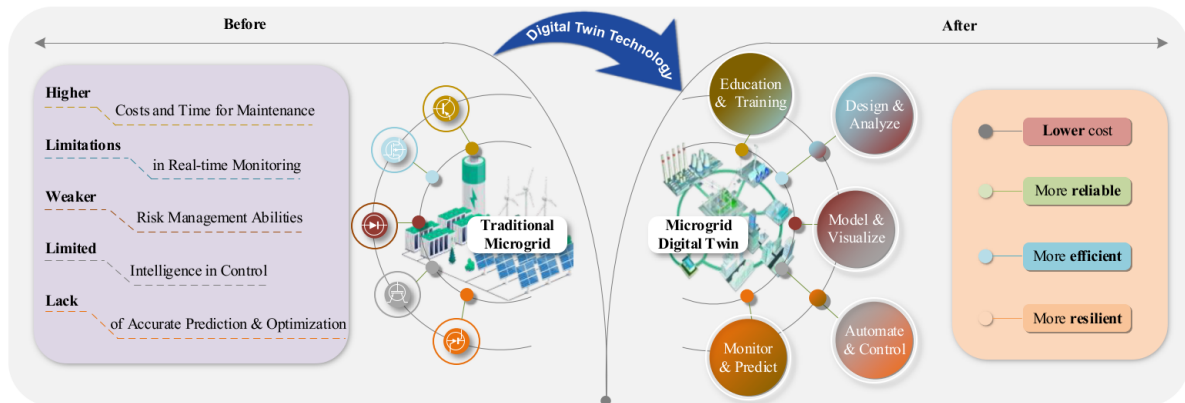 Before
Digital Twin Technology
After
Higher
Costs and Time for Maintenance
Limitations
in Real-time Monitoring
Weaker
Risk Management Abilities
Limited
Intelligence in Control
Lack
of Accurate Prediction & Optimization
Traditional
Microgrid
Microgrid
Digital Twin
Education
& Training
Design &
Analyze
Model &
Visualize
Automate
& Control
Monitor
& Predict
Lower cost
More reliable
More efficient
More resilient